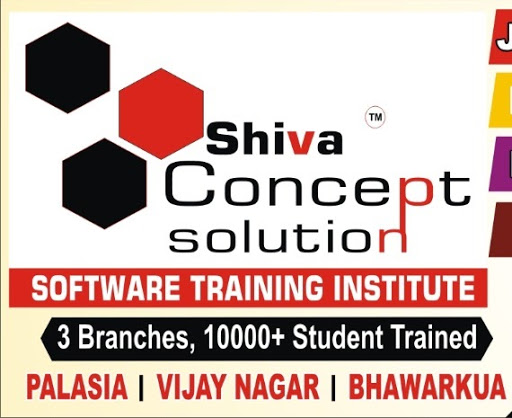 Shiva
TM
Concept
solution
SOFTWARE TRAINING INSTITUTE
3 Branches, 10000+ Student Trained
PALASIA | VIJAY NAGAR | BHAWARKUA